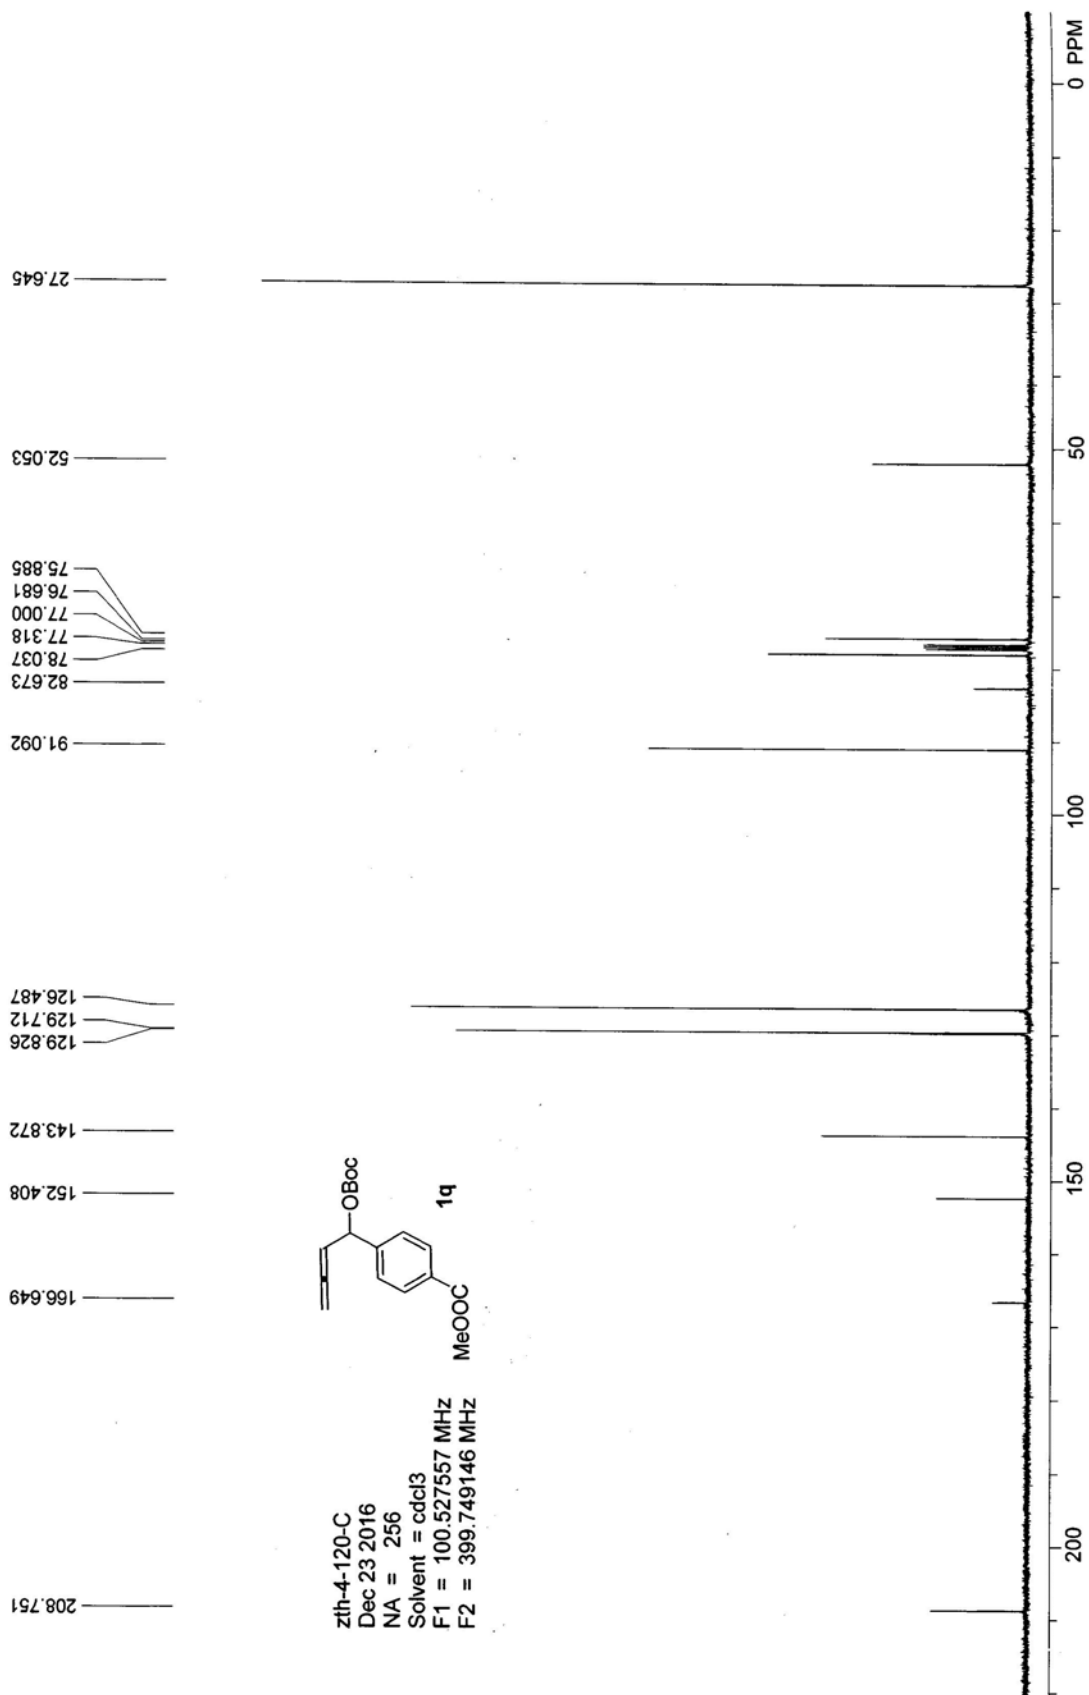 208.751
166.649
152.408
143.872
129.826
129.712
126.487
91.092
82.673
78.037
77.318
77.000
76.681
75.885
52.053
27.645
zth-4-120-C
Dec 23 2016
NA = 256
Solvent = cdcl3
F1 = 100.527557 MHz
F2 = 399.749146 MHz
OBoc
MeOOC
1q
200
150
100
50
0 PPM